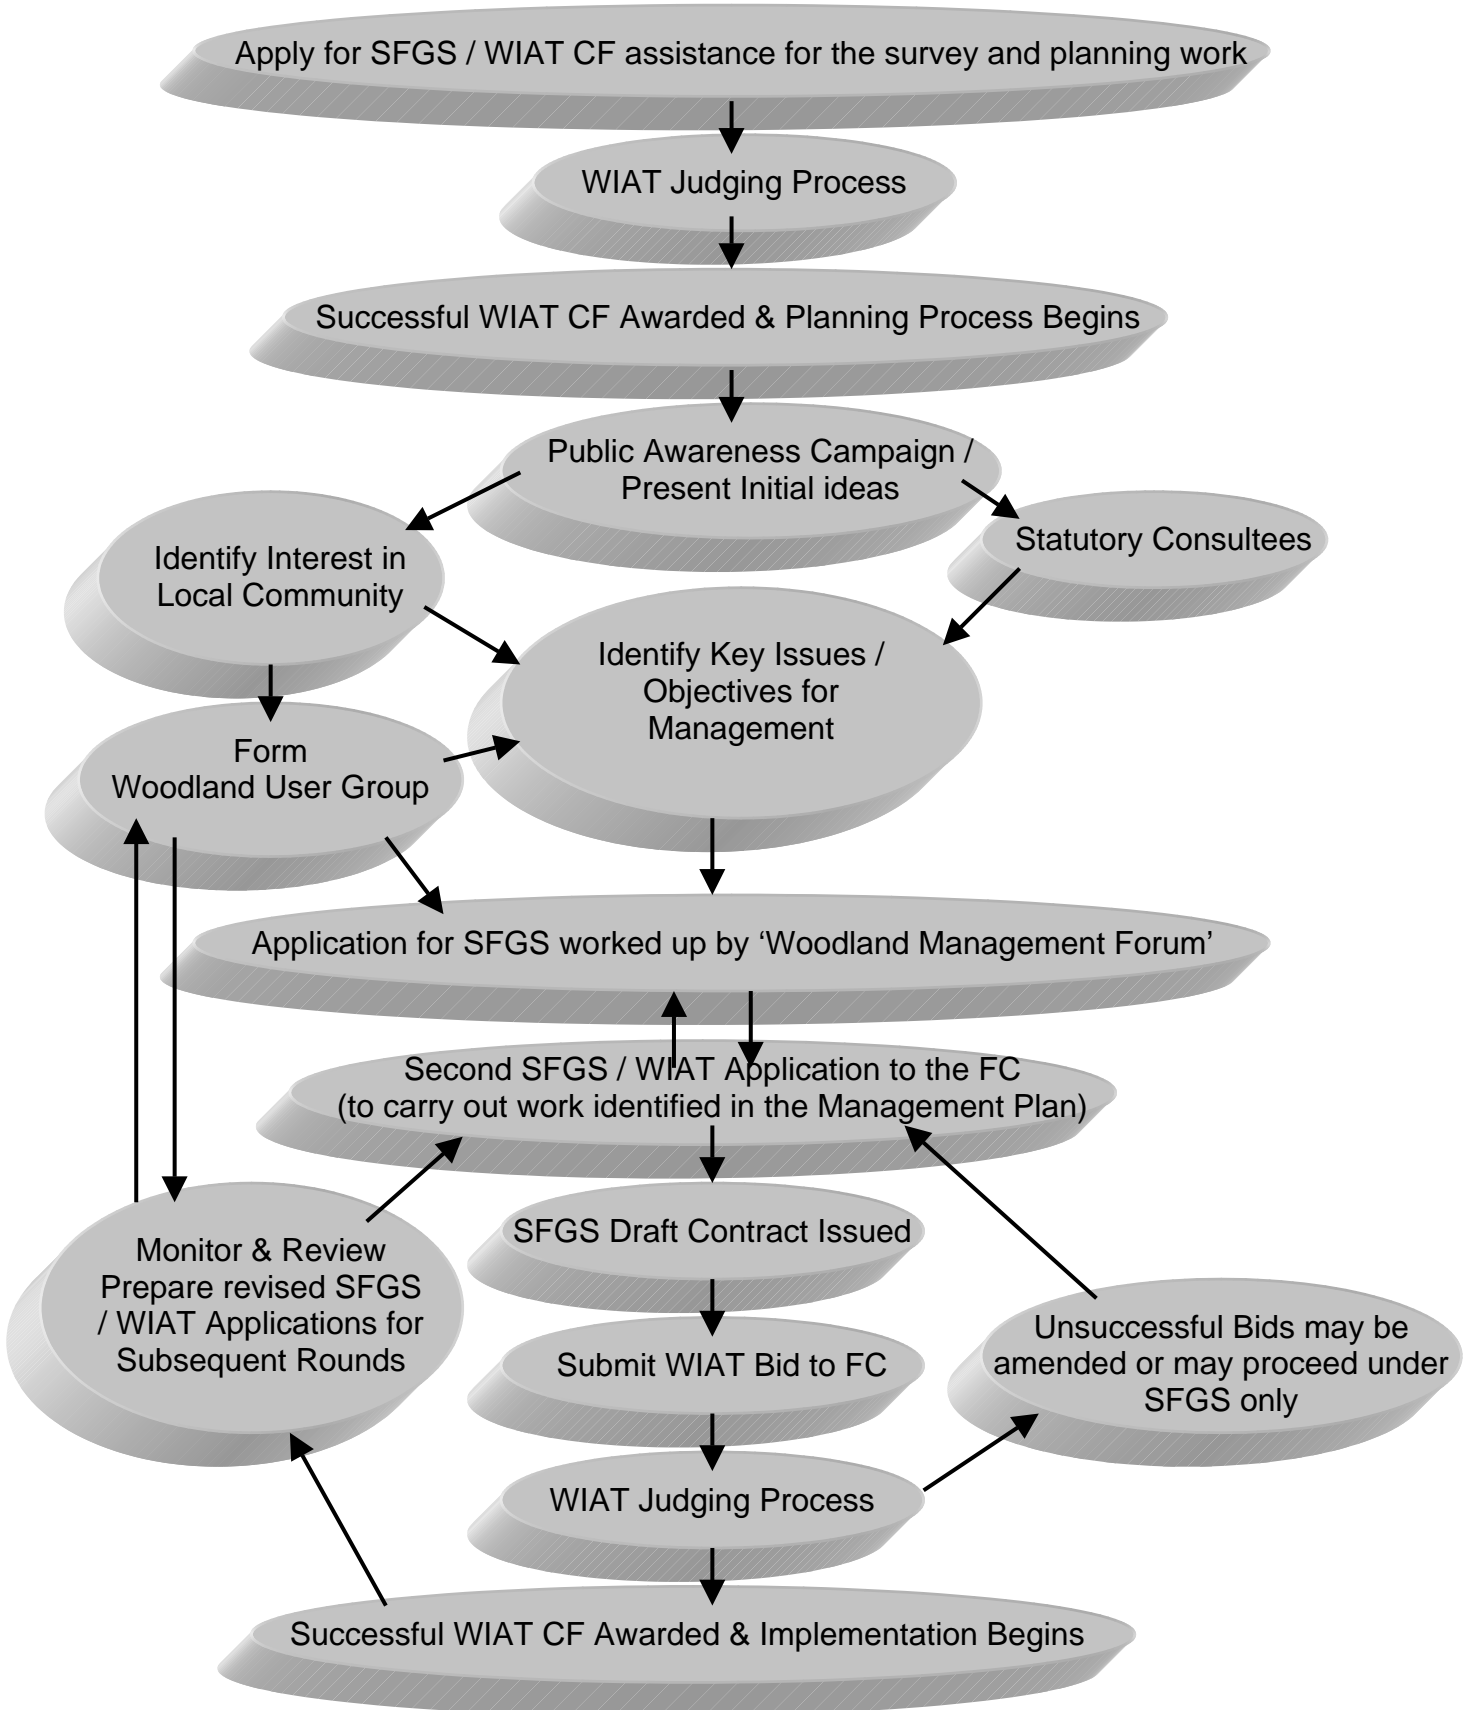 Apply for SFGS / WIAT CF assistance for the survey and planning work
WIAT Judging Process
Successful WIAT CF Awarded & Planning Process Begins
Public Awareness Campaign /
Present Initial ideas
Identify Interest in
Local Community
Statutory Consultees
Identify Key Issues /
Objectives for
Management
Form
Woodland User Group
Application for SFGS worked up by ‘Woodland Management Forum’
Second SFGS / WIAT Application to the FC
(to carry out work identified in the Management Plan)
SFGS Draft Contract Issued
Monitor & Review
Prepare revised SFGS
/ WIAT Applications for
Subsequent Rounds
Unsuccessful Bids may be
amended or may proceed under
SFGS only
Submit WIAT Bid to FC
WIAT Judging Process
Successful WIAT CF Awarded & Implementation Begins